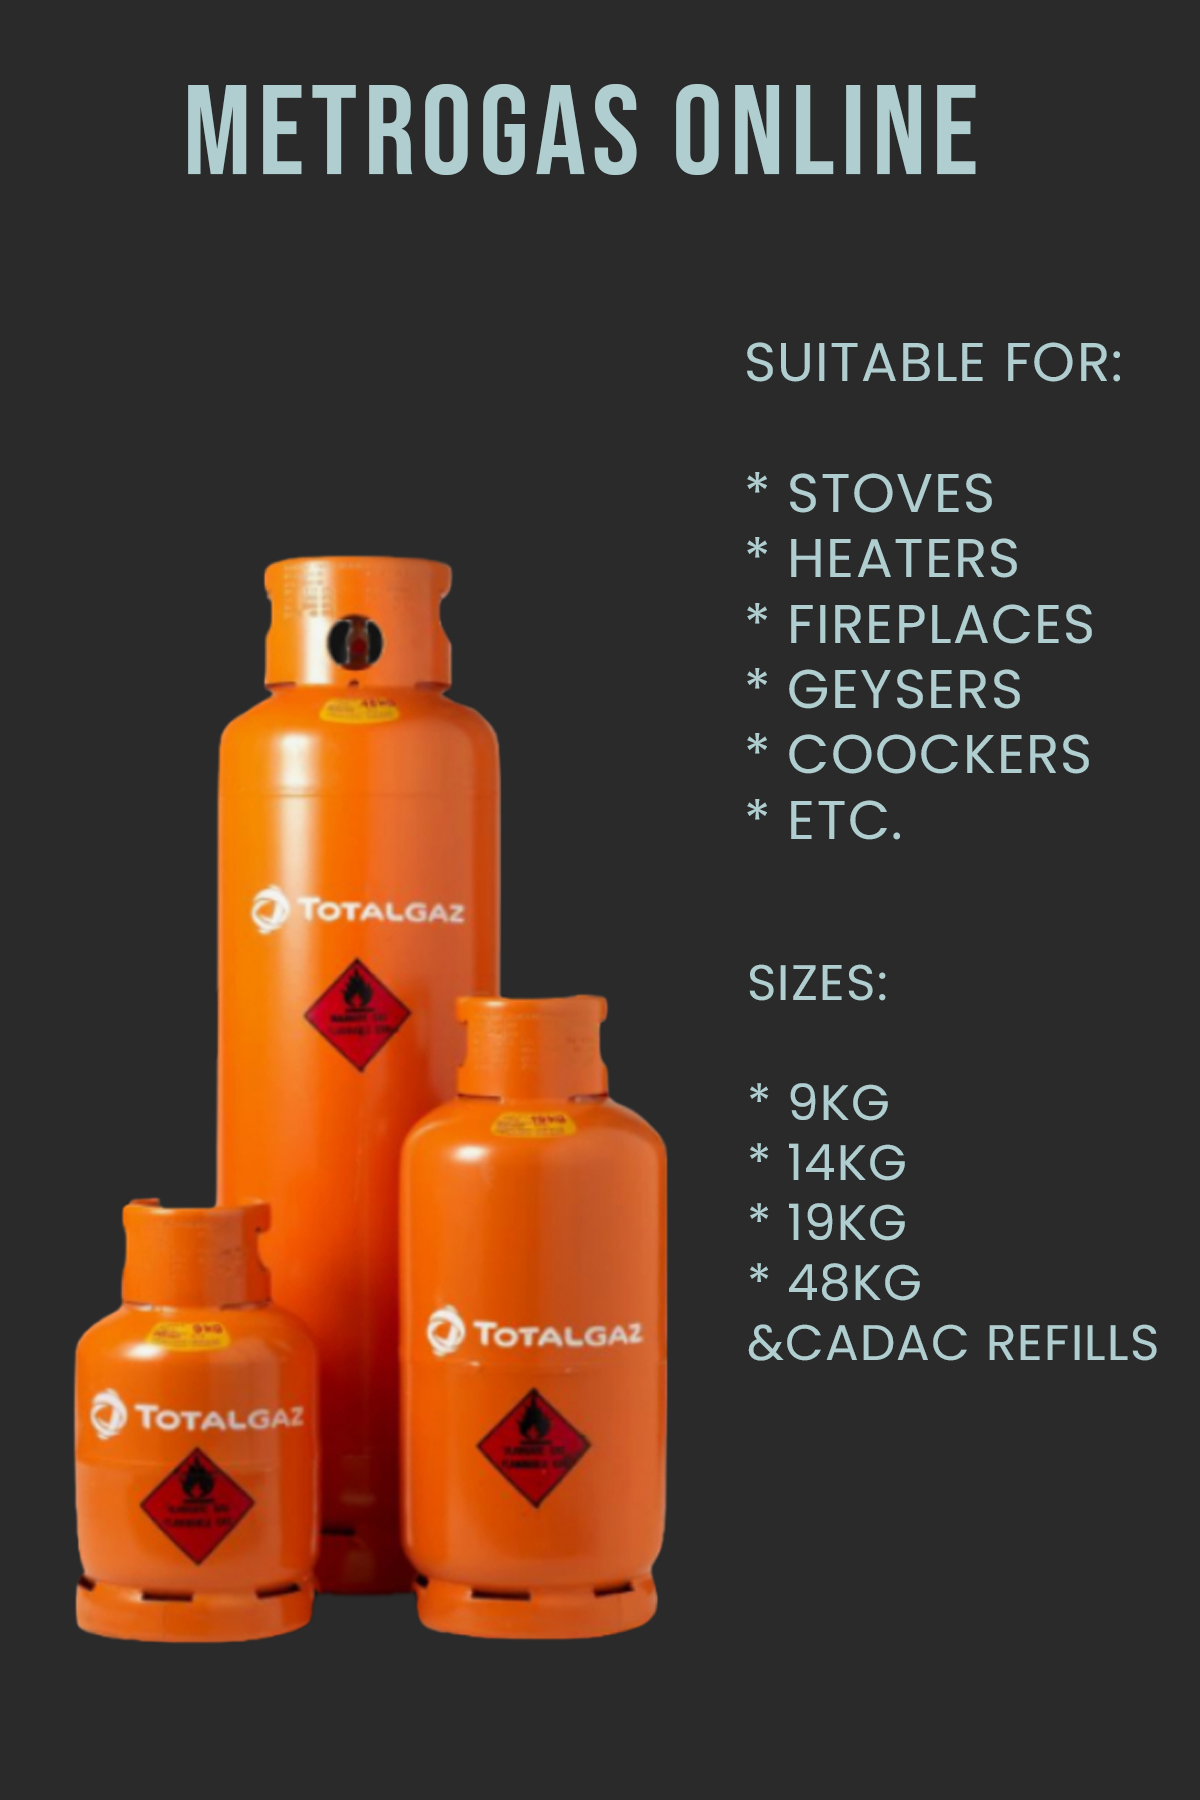 METROGAS ONLINE
SUITABLE FOR:
* STOVES
* HEATERS
* FIREPLACES
* GEYSERS
* COOCKERS
* ETC.
SIZES:
* 9KG
* 14KG
* 19KG
* 48KG
&CADAC REFILLS
TOTALGAZ
TOTALGAZ
TOTALGAZ